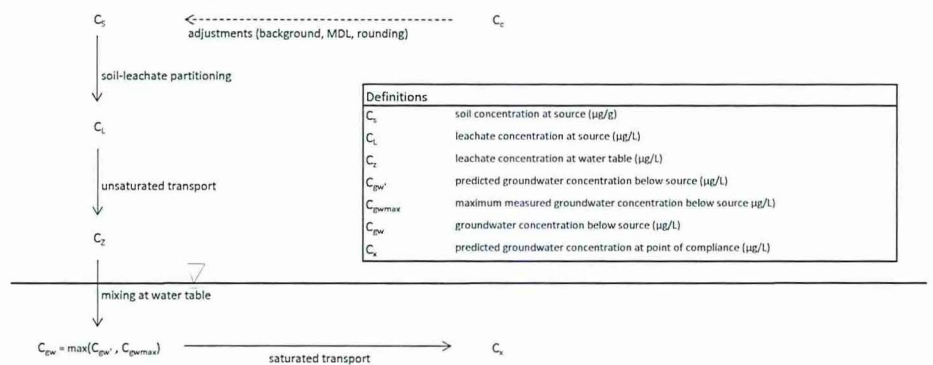 Cs Cc
adjustments (background, MDL, rounding)
soil-leachate partitioning
Definitions
Cs soil concentration at source (µg/g)
CL leachate concentration at source (µg/L)
Cz leachate concentration at water table (µg/L)
Cgw' predicted groundwater concentration below source (µg/L)
Cgwmax maximum measured groundwater concentration below source µg/L)
Cgw groundwater concentration below source (µg/L)
Cx predicted groundwater concentration at point of compliance (µg/L)
CL
unsaturated transport
Cz
mixing at water table
Cgw = max(Cgw' , Cgwmax) Cx
saturated transport